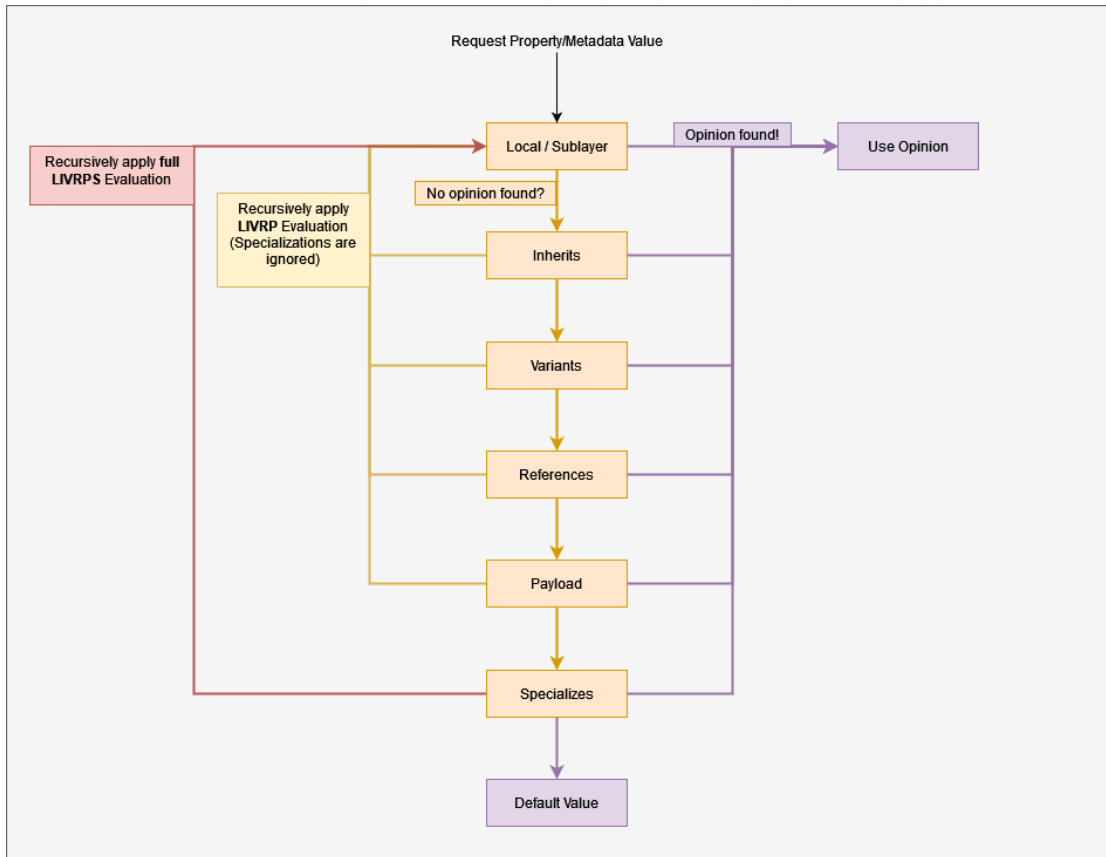 Request Property/Metadata Value
Local / Sublayer
Opinion found!
Use Opinion
Recursively apply full
LIVRPS Evaluation
No opinion found?
Recursively apply
LIVRP Evaluation
(Specializations are
ignored)
Inherits
Variants
References
Payload
Specializes
Default Value